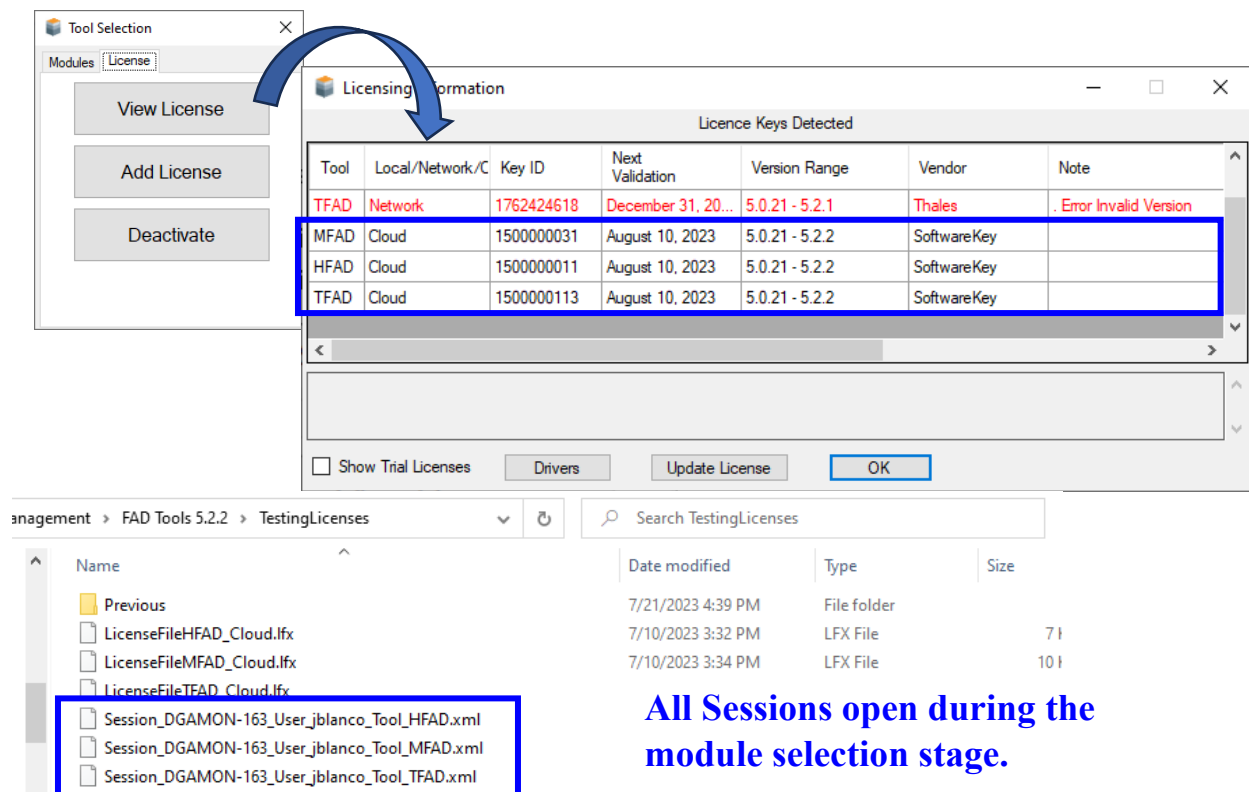 Tool Selection
Modules License
View License
Add License
Deactivate
Licensing ormation
Licence Keys Detected
Tool Local/Network/C Key ID Next Validation Version Range Vendor Note
TFAD Network 1762424618 December 31, 20... 5.0.21 - 5.2.1 Thales . Error Invalid Version
MFAD Cloud 1500000031 August 10, 2023 5.0.21 - 5.2.2 SoftwareKey
HFAD Cloud 1500000011 August 10, 2023 5.0.21 - 5.2.2 SoftwareKey
TFAD Cloud 1500000113 August 10, 2023 5.0.21 - 5.2.2 SoftwareKey
Show Trial Licenses Drivers Update License OK
anagement > FAD Tools 5.2.2 > TestingLicenses Search TestingLicenses
Name Date modified Type Size
Previous 7/21/2023 4:39 PM File folder
LicenseFileHFAD_Cloud.lfx 7/10/2023 3:32 PM LFX File 7
LicenseFileMFAD_Cloud.lfx 7/10/2023 3:34 PM LFX File 10
LicenseFileTFAD_Cloud.lfx
Session_DGAMON-163_User_jblanco_Tool_HFAD.xml
Session_DGAMON-163_User_jblanco_Tool_MFAD.xml
Session_DGAMON-163_User_jblanco_Tool_TFAD.xml
All Sessions open during the
module selection stage.